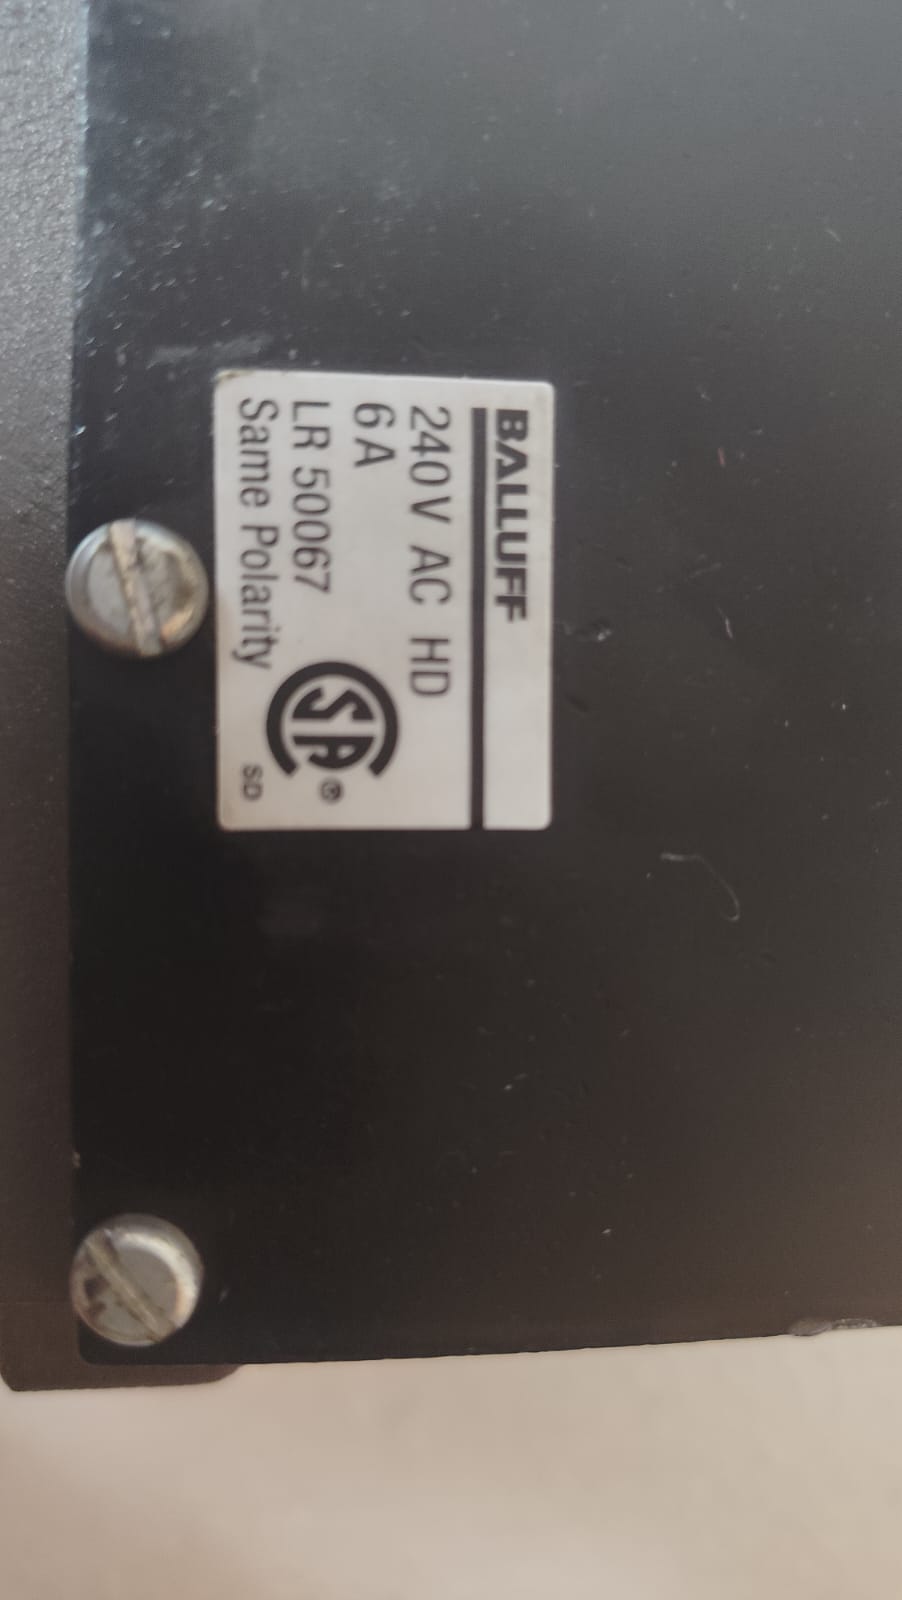 BALLUFF
240V AC HD
6A
LR 50067
Same Polarity
SA®
SD